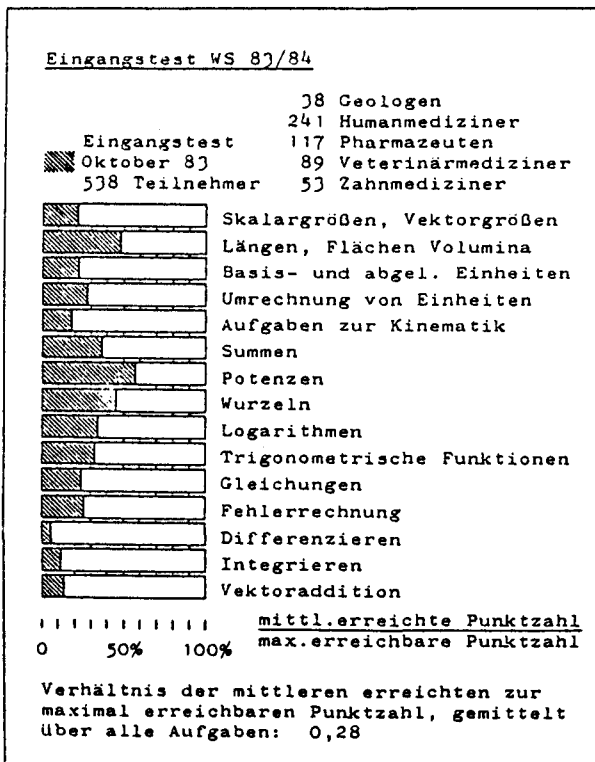 Eingangstest WS 83/84
38 Geologen
241 Humanmediziner
Eingangstest 117 Pharmazeuten
Oktober 83 89 Veterinärmediziner
538 Teilnehmer 53 Zahnmediziner
Skalargrößen, Vektorgrößen
Längen, Flächen Volumina
Basis- und abgel. Einheiten
Umrechnung von Einheiten
Aufgaben zur Kinematik
Summen
Potenzen
Wurzeln
Logarithmen
Trigonometrische Funktionen
Gleichungen
Fehlerrechnung
Differenzieren
Integrieren
Vektoraddition
mittl.erreichte Punktzahl
0 50% 100% max.erreichbare Punktzahl
Verhältnis der mittleren erreichten zur
maximal erreichbaren Punktzahl, gemittelt
über alle Aufgaben: 0,28